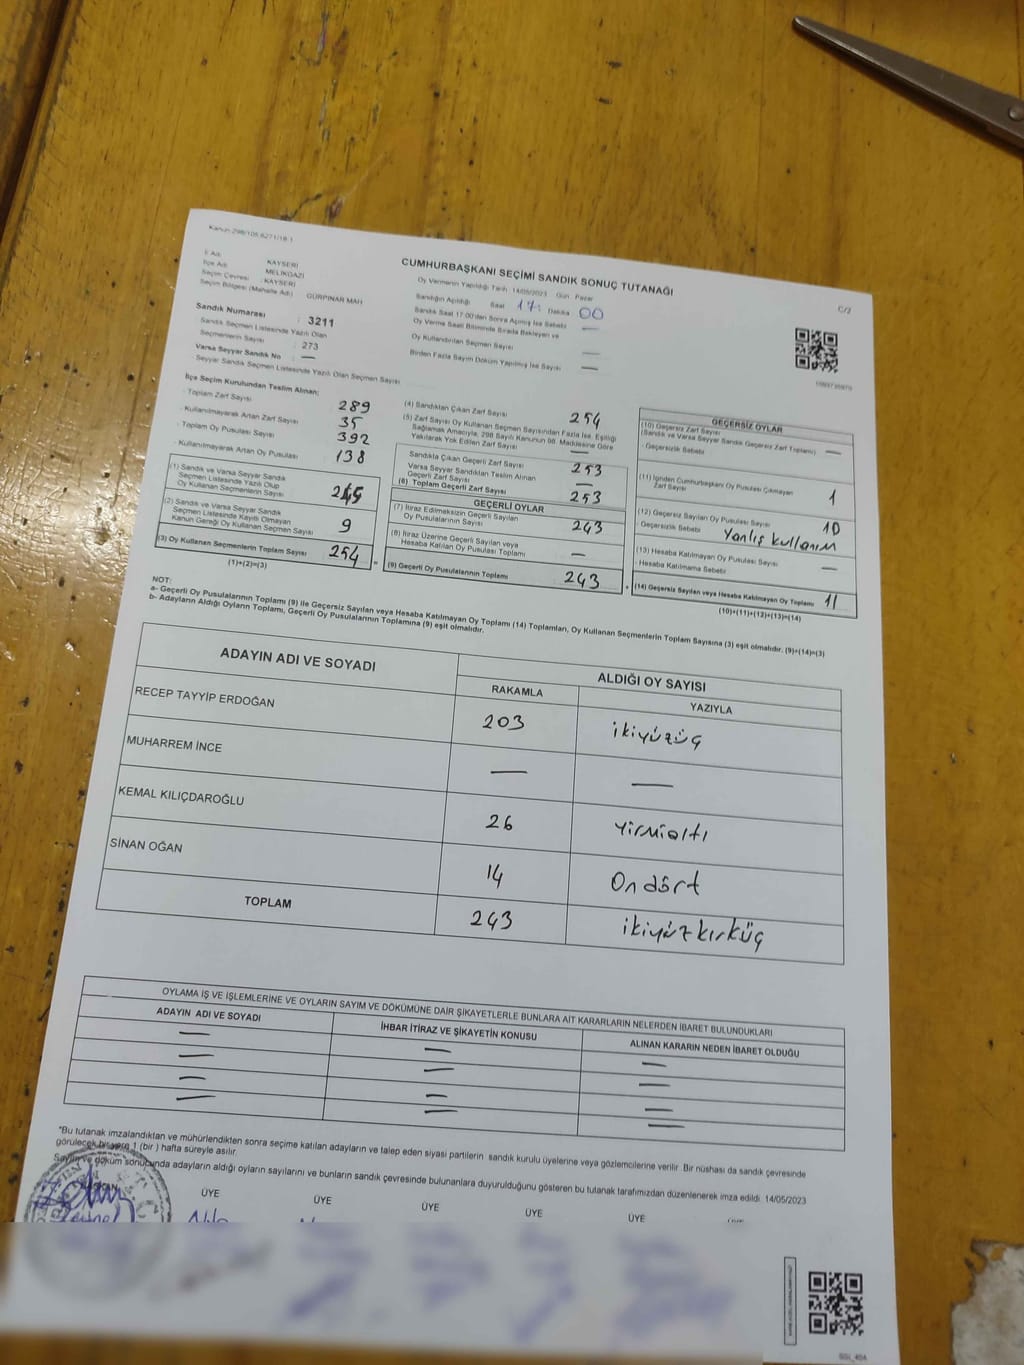 Kanun 298/105,6271/18 1
CUMHURBAŞKANI SEÇİMİ SANDIK SONUÇ TUTANAĞI
C/2
İl Adı : KAYSERİ
İlçe Adı : MELİKGAZİ
Seçim Çevresi : KAYSERİ
Seçim Bölgesi (Mahalle Adı) : GÜRPINAR MAH
Sandık Numarası : 3211
Sandık Seçmen Listesinde Yazılı Olan
Seçmenlerin Sayısı : 273
Varsa Seyyar Sandık No : —
Seyyar Sandık Seçmen Listesinde Yazılı Olan Seçmen Sayısı
Oy Vermenin Yapıldığı Tarih 14/05/2023 Gün Pazar
Sandığın Açıldığı Saat 17: Dakika 00
Sandık Saat 17:00'dan Sonra Açılmış İse Sebebi —
Oy Verme Saati Bitiminde Sırada Bekleyen ve
Oy Kullandırılan Seçmen Sayısı —
Birden Fazla Sayım Döküm Yapılmış İse Sayısı —
İlçe Seçim Kurulundan Teslim Alınan:
Toplam Zarf Sayısı 289
Kullanılmayarak Artan Zarf Sayısı 35
Toplam Oy Pusulası Sayısı 392
Kullanılmayarak Artan Oy Pusulası 138
(1) Sandık ve Varsa Seyyar Sandık
Seçmen Listesinde Yazılı Olup
Oy Kullanan Seçmenlerin Sayısı 245
(2) Sandık ve Varsa Seyyar Sandık
Seçmen Listesinde Kayıtlı Olmayan
Kanun Gereği Oy Kullanan Seçmen Sayısı 9
(3) Oy Kullanan Seçmenlerin Toplam Sayısı 254
(1)+(2)=(3)
(4) Sandıktan Çıkan Zarf Sayısı 254
(5) Zarf Sayısı Oy Kullanan Seçmen Sayısından Fazla İse, Eşitliği
Sağlamak Amacıyla, 298 Sayılı Kanunun 98. Maddesine Göre
Yakılarak Yok Edilen Zarf Sayısı —
Sandıkta Çıkan Geçerli Zarf Sayısı 253
Varsa Seyyar Sandıktan Teslim Alınan
Geçerli Zarf Sayısı —
(6) Toplam Geçerli Zarf Sayısı 253
GEÇERLİ OYLAR
(7) İtiraz Edilmeksizin Geçerli Sayılan
Oy Pusulalarının Sayısı 243
(8) İtiraz Üzerine Geçerli Sayılan veya
Hesaba Katılan Oy Pusulası Toplamı —
(9) Geçerli Oy Pusulalarının Toplamı 243
GEÇERSİZ OYLAR
(10) Geçersiz Zarf Sayısı
(Sandık ve Varsa Seyyar Sandık Geçersiz Zarf Toplamı) —
Geçersizlik Sebebi
(11) İçinden Cumhurbaşkanı Oy Pusulası Çıkmayan
Zarf Sayısı 1
(12) Geçersiz Sayılan Oy Pusulası Sayısı 10
Geçersizlik Sebebi Yanlış kullanım
(13) Hesaba Katılmayan Oy Pusulası Sayısı —
Hesaba Katılmama Sebebi
(14) Geçersiz Sayılan veya Hesaba Katılmayan Oy Toplamı 11
(10)+(11)+(12)+(13)=(14)
NOT:
a- Geçerli Oy Pusulalarının Toplamı (9) ile Geçersiz Sayılan veya Hesaba Katılmayan Oy Toplamı (14) Toplamları, Oy Kullanan Seçmenlerin Toplam Sayısına (3) eşit olmalıdır. (9)+(14)=(3)
b- Adayların Aldığı Oyların Toplamı, Geçerli Oy Pusulalarının Toplamına (9) eşit olmalıdır.
ADAYIN ADI VE SOYADI
ALDIĞI OY SAYISI
RAKAMLA YAZIYLA
RECEP TAYYİP ERDOĞAN 203 ikiyüzüç
MUHARREM İNCE — —
KEMAL KILIÇDAROĞLU 26 Yirmialtı
SİNAN OĞAN 14 Ondört
TOPLAM 243 ikiyüzkırküç
OYLAMA İŞ VE İŞLEMLERİNE VE OYLARIN SAYIM VE DÖKÜMÜNE DAİR ŞİKAYETLERLE BUNLARA AİT KARARLARIN NELERDEN İBARET BULUNDUKLARI
ADAYIN ADI VE SOYADI İHBAR İTİRAZ VE ŞİKAYETİN KONUSU ALINAN KARARIN NEDEN İBARET OLDUĞU
— — —
— — —
— — —
— — —
*Bu tutanak imzalandıktan ve mühürlendikten sonra seçime katılan adayların ve talep eden siyasi partilerin sandık kurulu üyelerine veya gözlemcilerine verilir. Bir nüshası da sandık çevresinde
görülecek bir yere 1 (bir) hafta süreyle asılır.
Sayım ve döküm sonucunda adayların aldığı oyların sayılarını ve bunların sandık çevresinde bulunanlara duyurulduğunu gösteren bu tutanak tarafımızdan düzenlenerek imza edildi. 14/05/2023
ÜYE ÜYE ÜYE ÜYE ÜYE